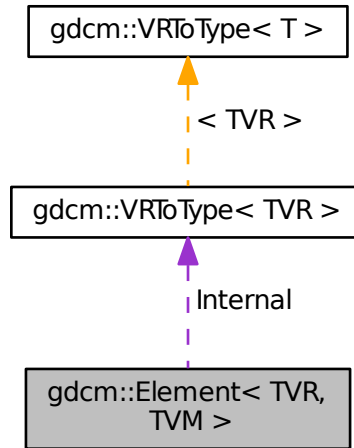 gdcm::VRToType< T >
< TVR >
gdcm::VRToType< TVR >
Internal
gdcm::Element< TVR,
TVM >